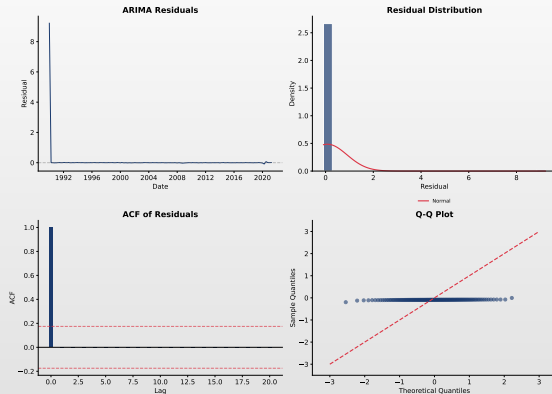 ARIMA Residuals
Residual
8
6
4
2
0
1992 1996 2000 2004 2008 2012 2016 2020
Date
Residual Distribution
Density
2.5
2.0
1.5
1.0
0.5
0.0
0 2 4 6 8
Residual
Normal
ACF of Residuals
ACF
1.0
0.8
0.6
0.4
0.2
0.0
−0.2
0.0 2.5 5.0 7.5 10.0 12.5 15.0 17.5 20.0
Lag
Q-Q Plot
Sample Quantiles
3
2
1
0
−1
−2
−3
−3 −2 −1 0 1 2 3
Theoretical Quantiles